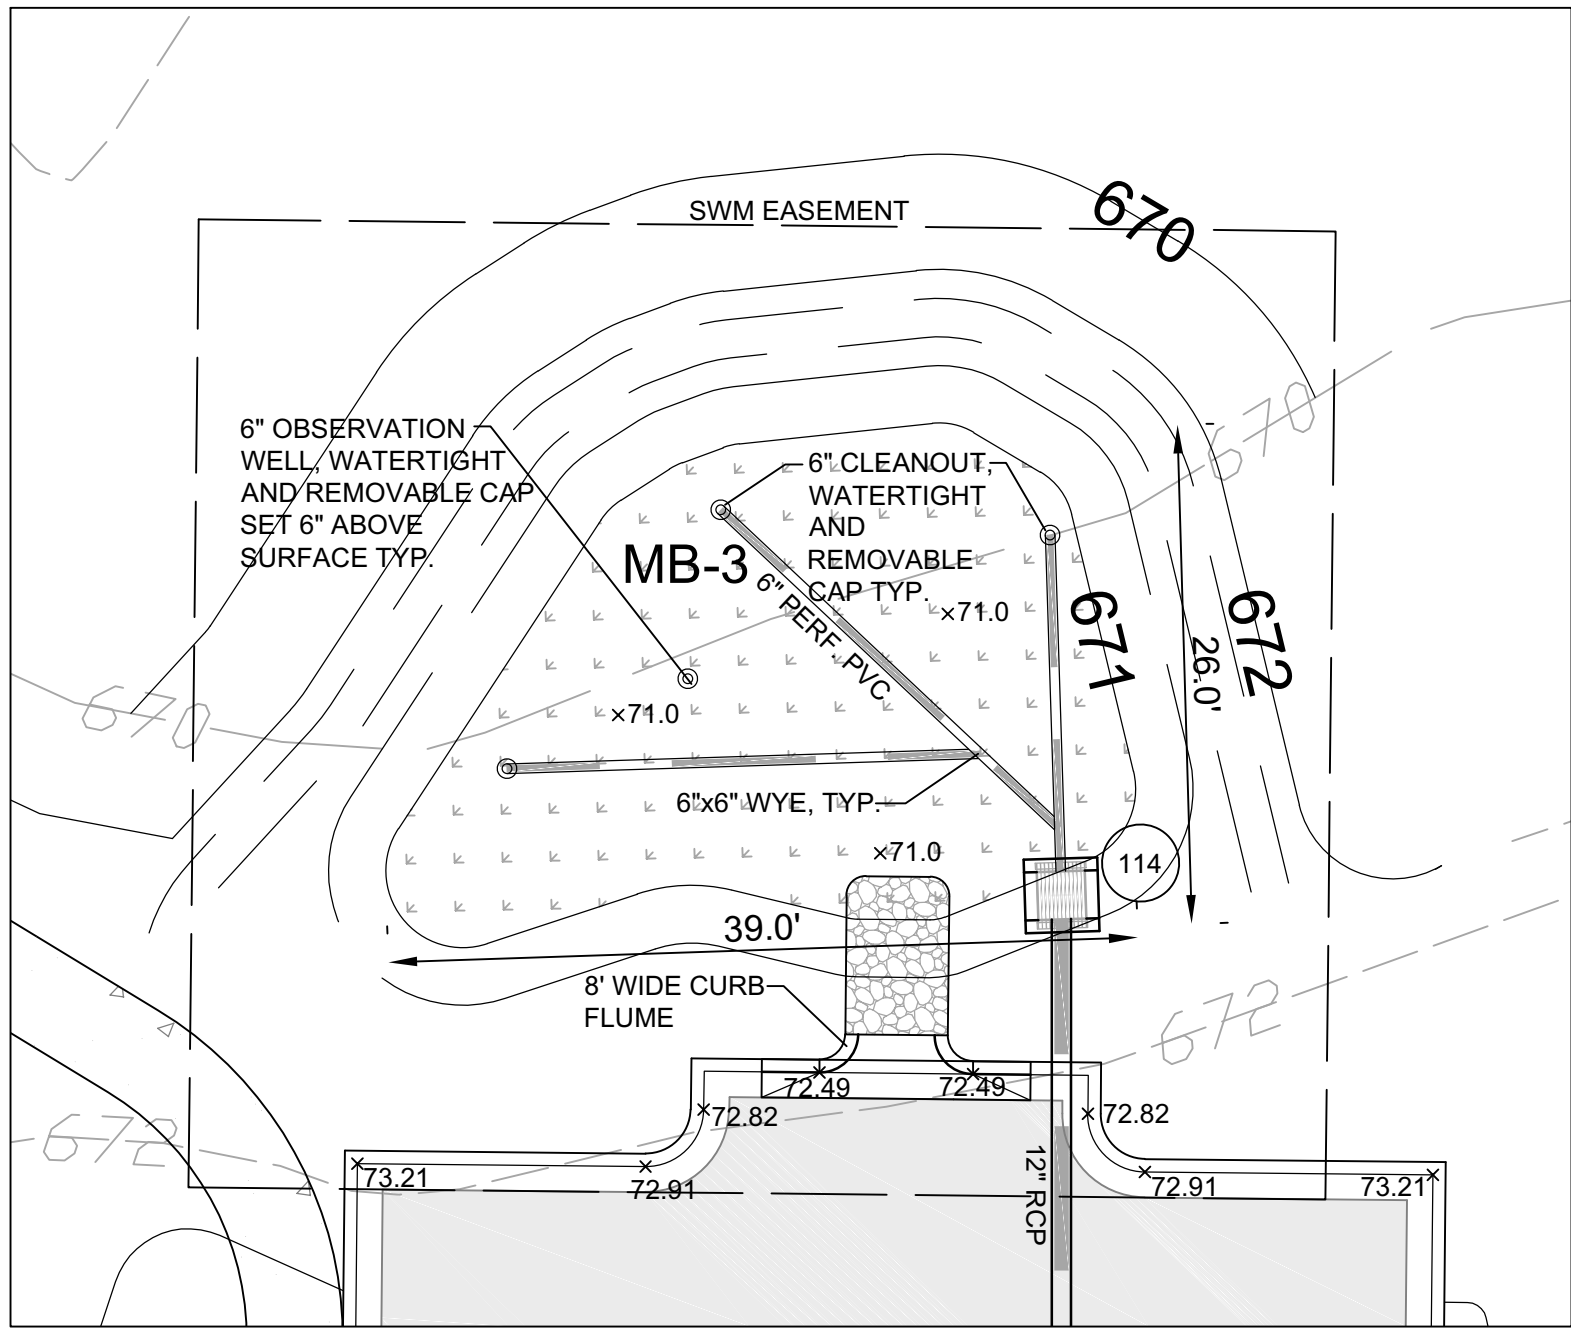 SWM EASEMENT
670
670
6" OBSERVATION
WELL, WATERTIGHT
AND REMOVABLE CAP
SET 6" ABOVE
SURFACE TYP.
6" CLEANOUT,
WATERTIGHT
AND
REMOVABLE
CAP TYP.
MB-3
6" PERF. PVC
×71.0
671
672
26.0'
670
×71.0
6"x6" WYE, TYP.
×71.0
114
39.0'
8' WIDE CURB
FLUME
672
72.49
72.49
72.82
72.82
672
73.21
72.91
12" RCP
72.91
73.21